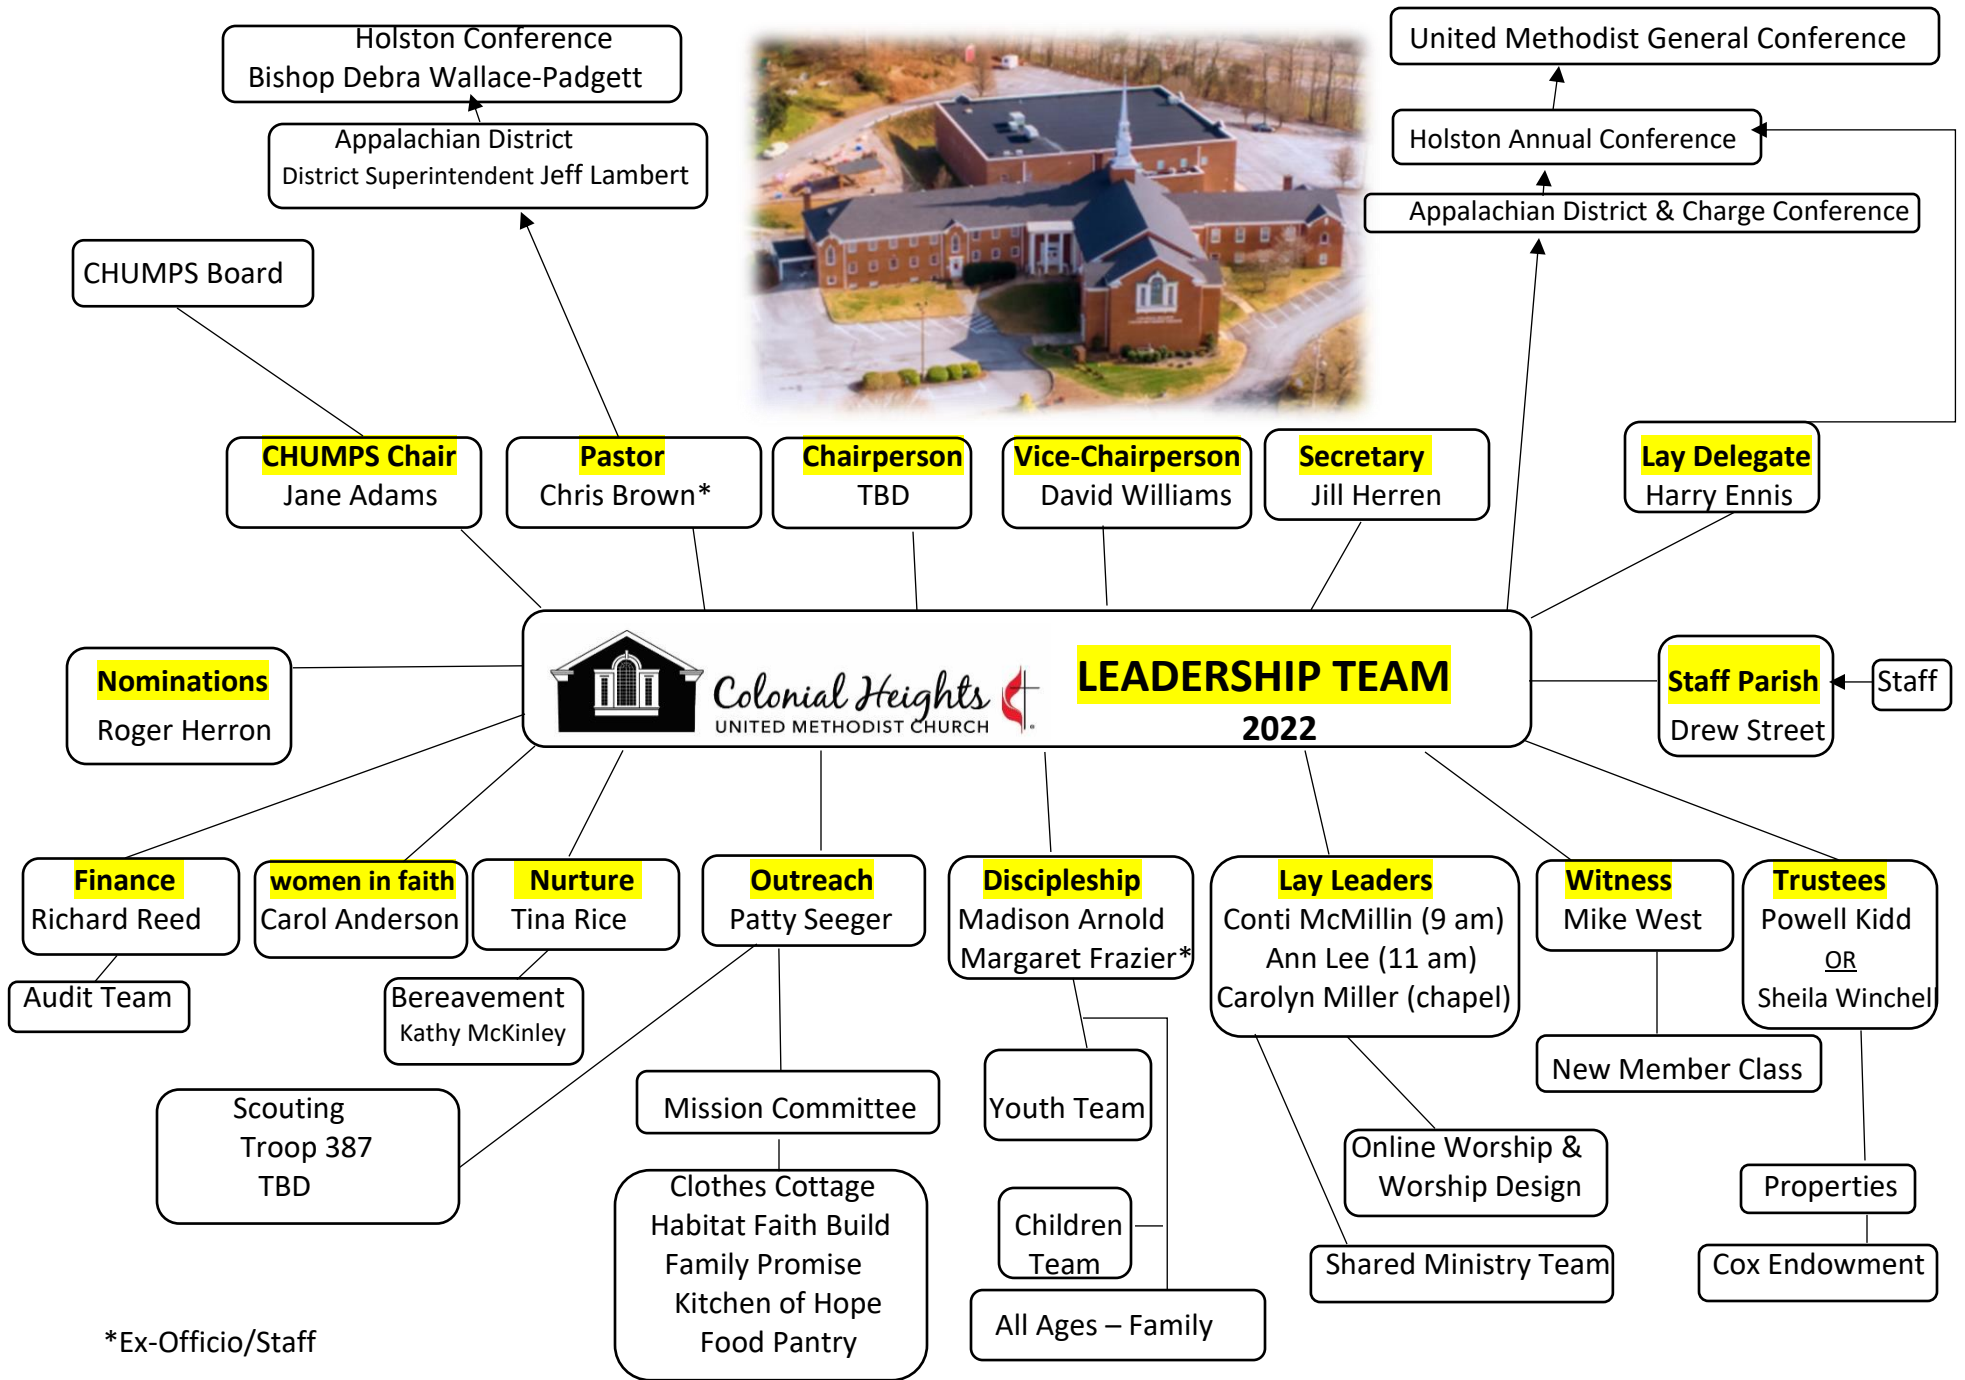 Holston Conference
Bishop Debra Wallace-Padgett
United Methodist General Conference
Appalachian District
District Superintendent Jeff Lambert
Holston Annual Conference
Appalachian District & Charge Conference
CHUMPS Board
CHUMPS Chair
Jane Adams
Pastor
Chris Brown*
Chairperson
TBD
Vice-Chairperson
David Williams
Secretary
Jill Herren
Lay Delegate
Harry Ennis
Nominations
Roger Herron
Colonial Heights
UNITED METHODIST CHURCH
LEADERSHIP TEAM
2022
Staff Parish
Drew Street
Staff
Finance
Richard Reed
women in faith
Carol Anderson
Nurture
Tina Rice
Outreach
Patty Seeger
Discipleship
Madison Arnold
Margaret Frazier*
Lay Leaders
Conti McMillin (9 am)
Ann Lee (11 am)
Carolyn Miller (chapel)
Witness
Mike West
Trustees
Powell Kidd
OR
Sheila Winchell
Audit Team
Bereavement
Kathy McKinley
Scouting
Troop 387
TBD
Mission Committee
Clothes Cottage
Habitat Faith Build
Family Promise
Kitchen of Hope
Food Pantry
Youth Team
Children
Team
All Ages – Family
Online Worship &
Worship Design
Shared Ministry Team
New Member Class
Properties
Cox Endowment
*Ex-Officio/Staff